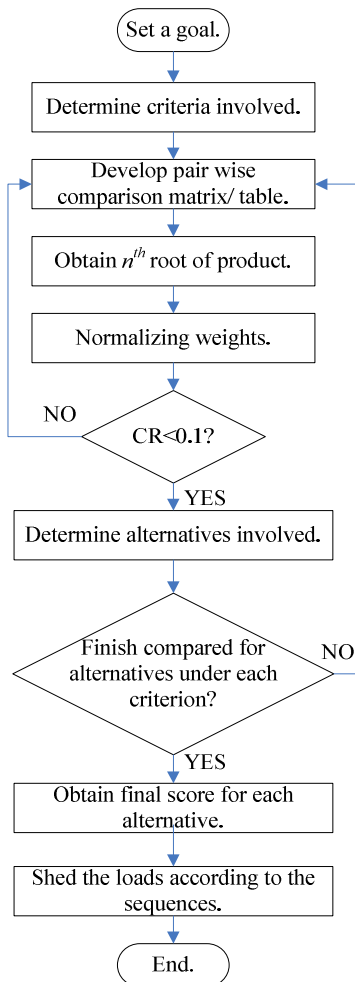 Set a goal.
Determine criteria involved.
Develop pair wise
comparison matrix/ table.
Obtain nth root of product.
Normalizing weights.
NO
CR<0.1?
YES
Determine alternatives involved.
Finish compared for
alternatives under each
criterion?
NO
YES
Obtain final score for each
alternative.
Shed the loads according to the
sequences.
End.